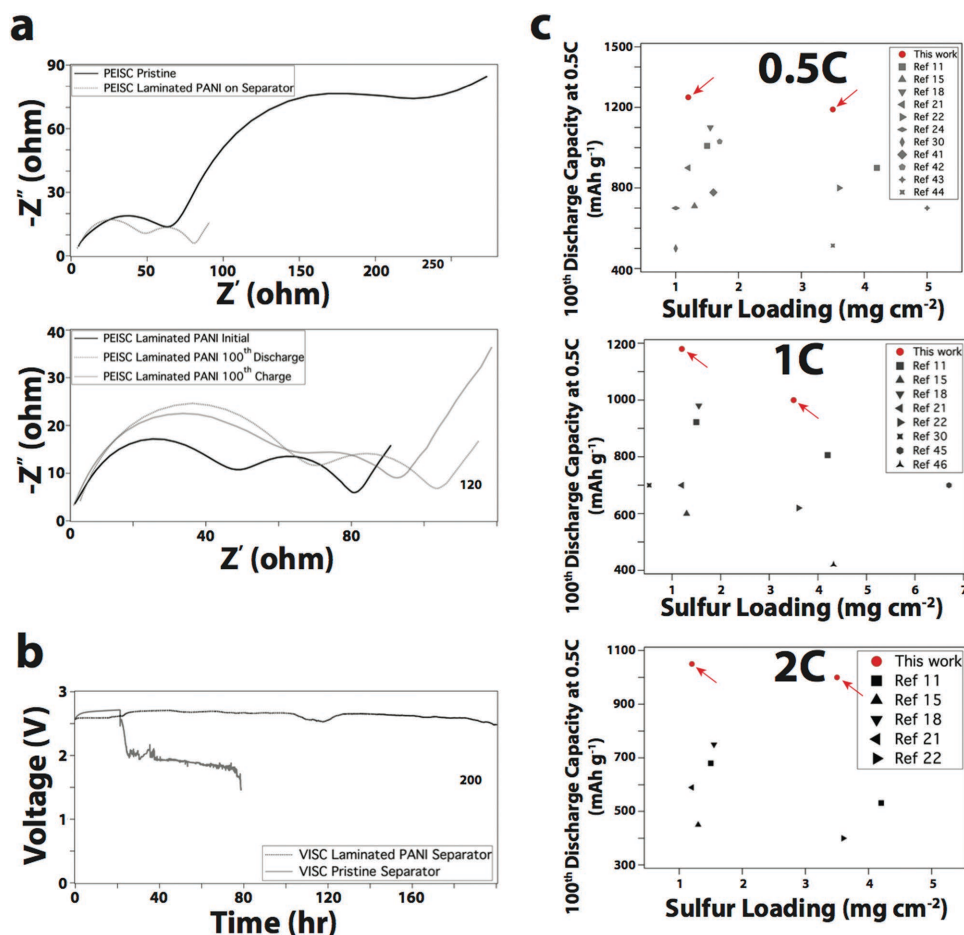 a
90
60
30
0
-Z″ (ohm)
PEISC Pristine
PEISC Laminated PANI on Separator
0
50
100
150
200
250
Z′ (ohm)
40
30
20
10
0
-Z″ (ohm)
PEISC Laminated PANI Initial
PEISC Laminated PANI 100th Discharge
PEISC Laminated PANI 100th Charge
120
0
40
80
Z′ (ohm)
b
3
2
1
0
Voltage (V)
200
VISC Laminated PANI Separator
VISC Pristine Separator
0
40
80
120
160
Time (hr)
c
100th Discharge Capacity at 0.5C
(mAh g-1)
1500
1200
800
400
0.5C
This work
Ref 11
Ref 15
Ref 18
Ref 21
Ref 22
Ref 24
Ref 30
Ref 41
Ref 42
Ref 43
Ref 44
1
2
3
4
5
Sulfur Loading (mg cm-2)
100th Discharge Capacity at 0.5C
(mAh g-1)
1200
1000
800
600
400
1C
This work
Ref 11
Ref 15
Ref 18
Ref 21
Ref 22
Ref 30
Ref 45
Ref 46
1
2
3
4
5
6
7
Sulfur Loading (mg cm-2)
100th Discharge Capacity at 0.5C
(mAh g-1)
1100
900
700
500
300
2C
This work
Ref 11
Ref 15
Ref 18
Ref 21
Ref 22
1
2
3
4
5
Sulfur Loading (mg cm-2)